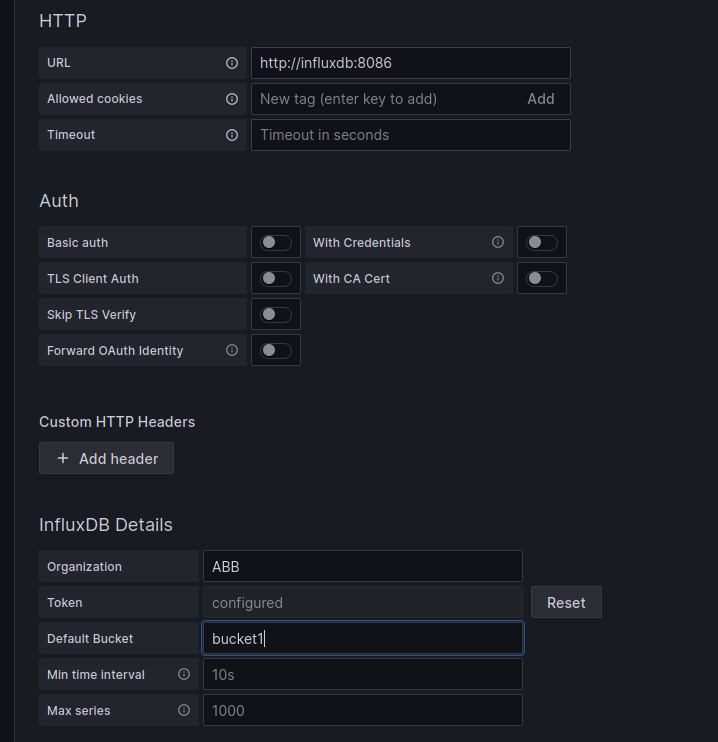 HTTP
URL http://influxdb:8086
Allowed cookies New tag (enter key to add) Add
Timeout Timeout in seconds
Auth
Basic auth With Credentials
TLS Client Auth With CA Cert
Skip TLS Verify
Forward OAuth Identity
Custom HTTP Headers
+ Add header
InfluxDB Details
Organization ABB
Token configured Reset
Default Bucket bucket1
Min time interval 10s
Max series 1000